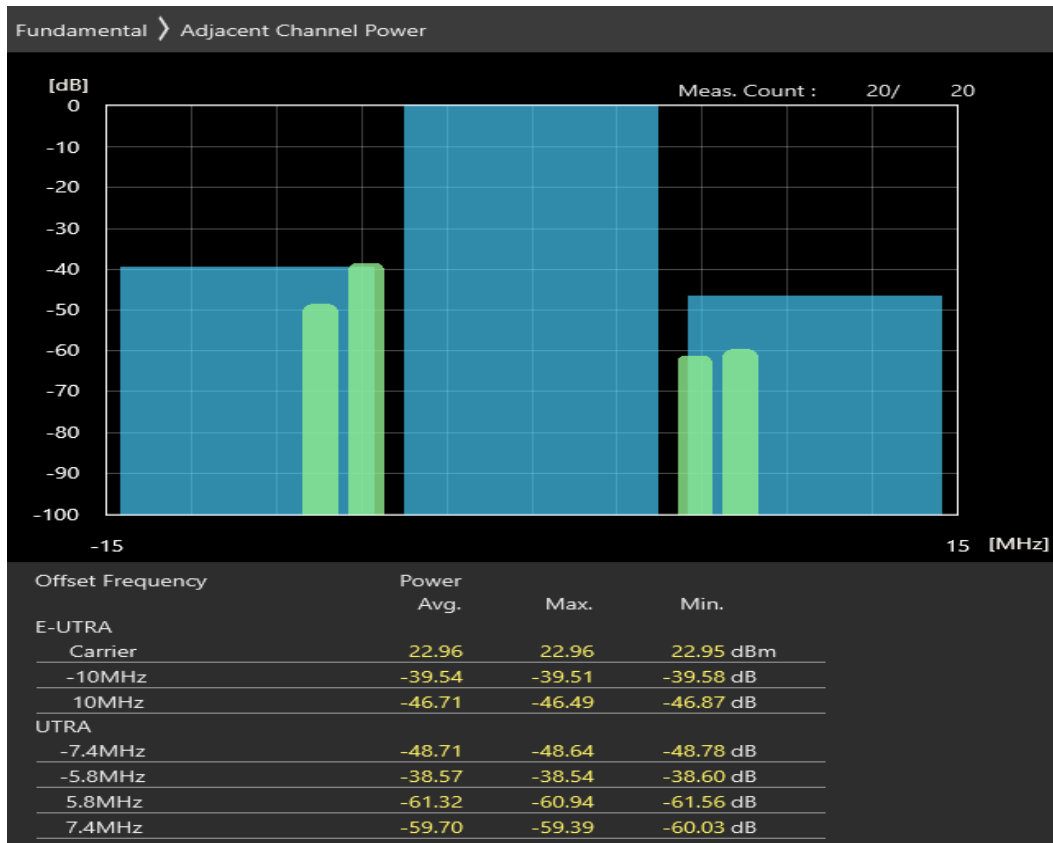 Fundamental 〉 Adjacent Channel Power
[dB]
Meas. Count : 20/ 20
0
-10
-20
-30
-40
-50
-60
-70
-80
-90
-100
-15 15 [MHz]
Offset Frequency Power
Avg. Max. Min.
E-UTRA
Carrier 22.96 22.96 22.95 dBm
-10MHz -39.54 -39.51 -39.58 dB
10MHz -46.71 -46.49 -46.87 dB
UTRA
-7.4MHz -48.71 -48.64 -48.78 dB
-5.8MHz -38.57 -38.54 -38.60 dB
5.8MHz -61.32 -60.94 -61.56 dB
7.4MHz -59.70 -59.39 -60.03 dB